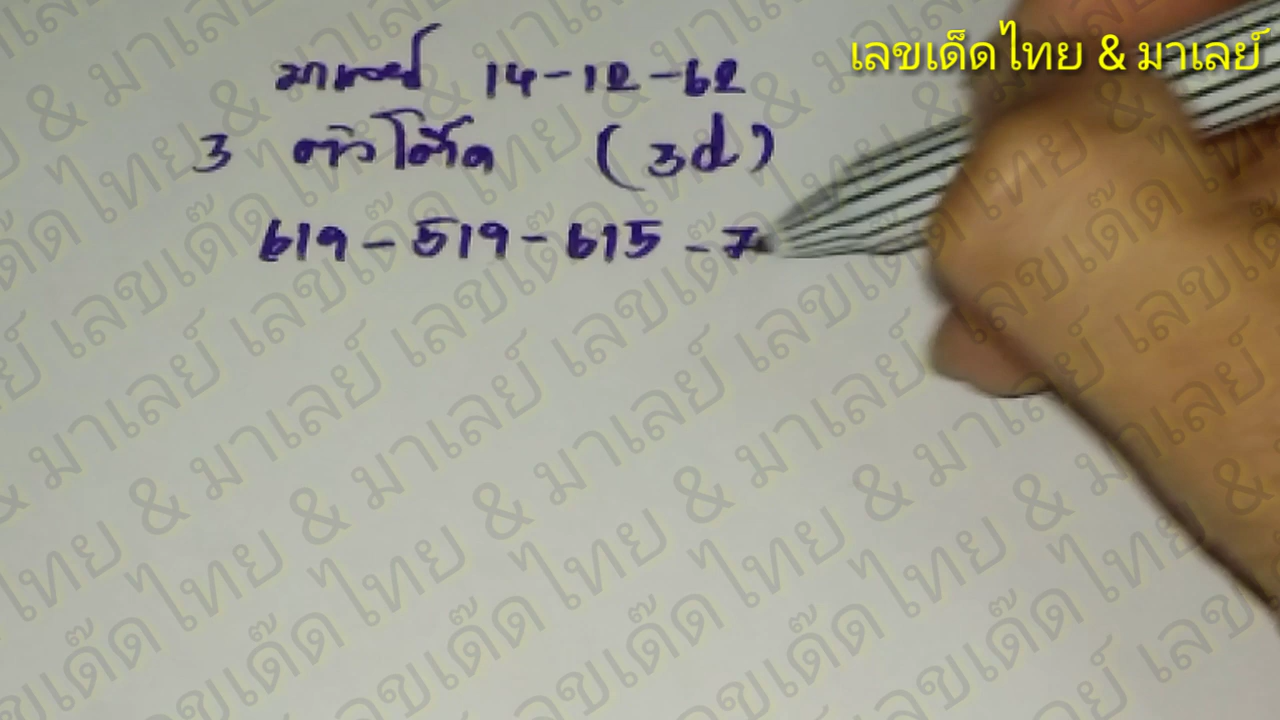 เลขเด็ดไทย & มาเลย์
มาเลย์ 14-12-62
3 ตัวโต๊ด (3d)
619-519-615-7